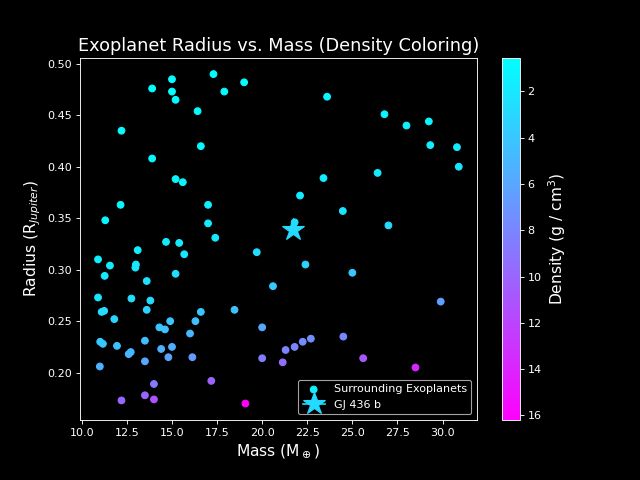 Exoplanet Radius vs. Mass (Density Coloring)
0.50
0.45
0.40
0.35
0.30
0.25
0.20
Radius (R_Jupiter)
10.0 12.5 15.0 17.5 20.0 22.5 25.0 27.5 30.0
Mass (M⊕)
Surrounding Exoplanets
GJ 436 b
2
4
6
8
10
12
14
16
Density (g / cm³)